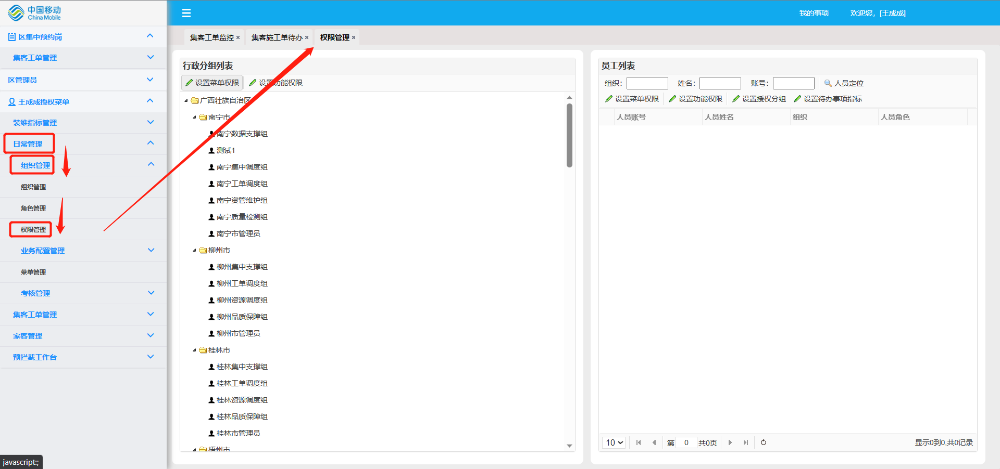 中国移动
China Mobile
我的事项
欢迎您，[王成成]
区集中预约岗
集客工单管理
区管理员
王成成授权菜单
装维指标管理
日常管理
组织管理
组织管理
角色管理
权限管理
业务配置管理
菜单管理
考核管理
集客工单管理
家客管理
预拦截工作台
javascript:;
集客工单监控 ×
集客施工单待办 ×
权限管理 ×
行政分组列表
设置菜单权限
设置功能权限
广西壮族自治区
南宁市
南宁数据支撑组
测试1
南宁集中调度组
南宁工单调度组
南宁资管维护组
南宁质量检测组
南宁市管理员
柳州市
柳州集中支撑组
柳州工单调度组
柳州资源调度组
柳州品质保障组
柳州市管理员
桂林市
桂林集中支撑组
桂林工单调度组
桂林资源调度组
桂林品质保障组
桂林市管理员
梧州市
员工列表
组织: 姓名: 账号: 人员定位
设置菜单权限 设置功能权限 设置授权分组 设置待办事项指标
人员账号 人员姓名 组织 人员角色
10 第 0 共0页 显示0到0,共0记录